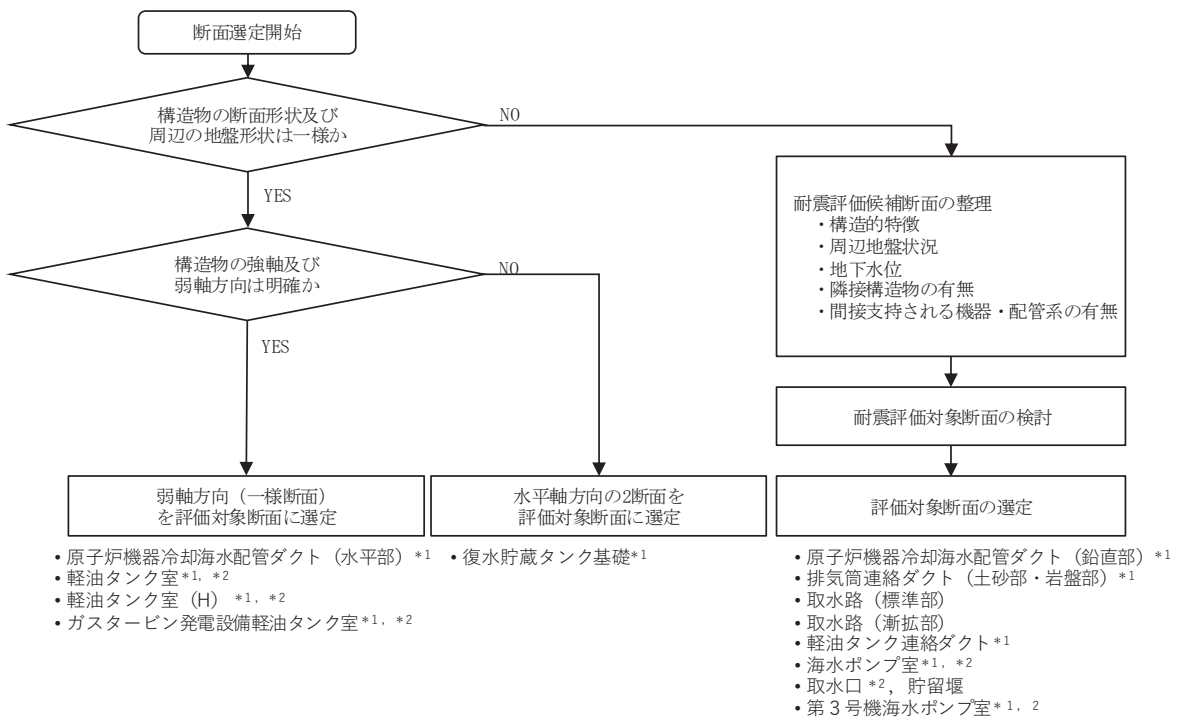 断面選定開始
構造物の断面形状及び
周辺の地盤形状は一様か
NO
YES
構造物の強軸及び
弱軸方向は明確か
NO
YES
耐震評価候補断面の整理
・構造的特徴
・周辺地盤状況
・地下水位
・隣接構造物の有無
・間接支持される機器・配管系の有無
耐震評価対象断面の検討
弱軸方向（一様断面）
を評価対象断面に選定
水平軸方向の2断面を
評価対象断面に選定
評価対象断面の選定
• 原子炉機器冷却海水配管ダクト（水平部）*1
• 軽油タンク室*1, *2
• 軽油タンク室（H）*1, *2
• ガスタービン発電設備軽油タンク室*1, *2
• 復水貯蔵タンク基礎*1
• 原子炉機器冷却海水配管ダクト（鉛直部）*1
• 排気筒連絡ダクト（土砂部・岩盤部）*1
• 取水路（標準部）
• 取水路（漸拡部）
• 軽油タンク連絡ダクト*1
• 海水ポンプ室*1, *2
• 取水口 *2，貯留堰
• 第３号機海水ポンプ室*1, 2